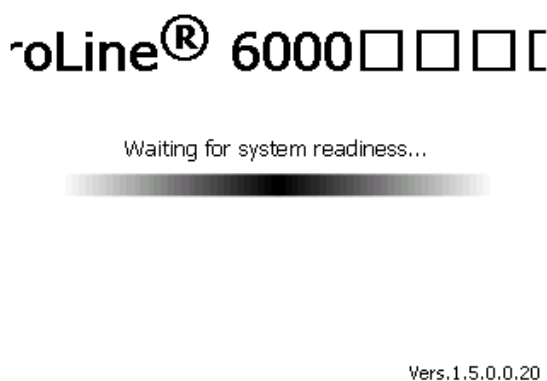 roLine® 6000□□□□
Waiting for system readiness...
Vers.1.5.0.0.20